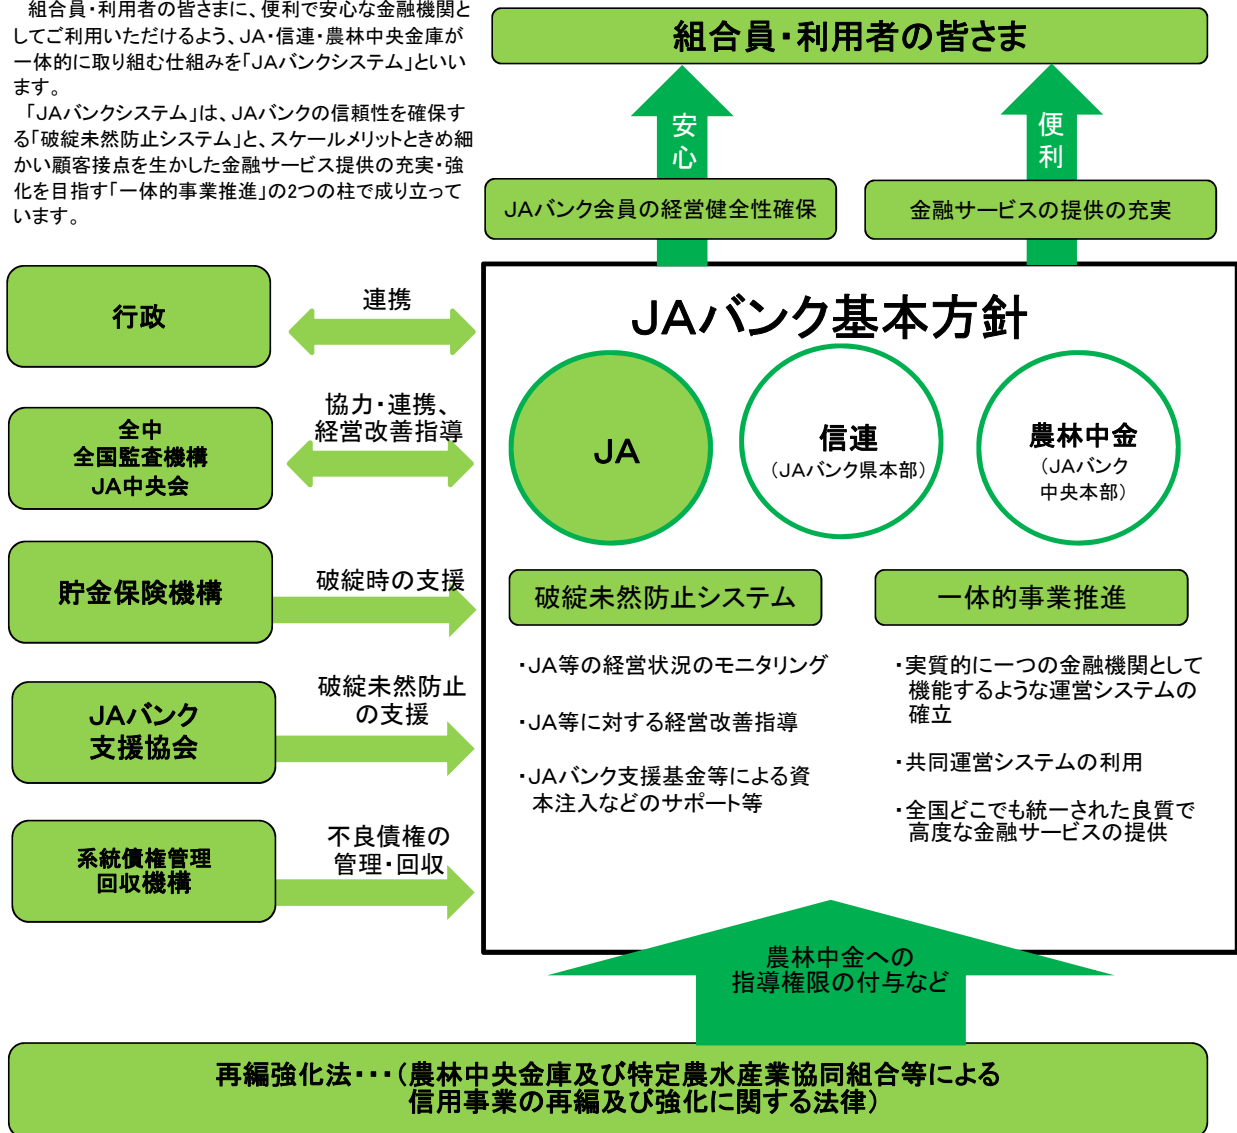 組合員・利用者の皆さまに、便利で安心な金融機関と
してご利用いただけるよう、JA・信連・農林中央金庫が
一体的に取り組む仕組みを「JAバンクシステム」といい
ます。
「JAバンクシステム」は、JAバンクの信頼性を確保す
る「破綻未然防止システム」と、スケールメリットときめ細
かい顧客接点を生かした金融サービス提供の充実・強
化を目指す「一体的事業推進」の2つの柱で成り立って
います。
組合員・利用者の皆さま
安心
便利
JAバンク会員の経営健全性確保
金融サービスの提供の充実
行政
連携
全中
全国監査機構
JA中央会
協力・連携、
経営改善指導
貯金保険機構
破綻時の支援
JAバンク
支援協会
破綻未然防止
の支援
系統債権管理
回収機構
不良債権の
管理・回収
JAバンク基本方針
JA
信連
(JAバンク県本部)
農林中金
(JAバンク
中央本部)
破綻未然防止システム
・JA等の経営状況のモニタリング
・JA等に対する経営改善指導
・JAバンク支援基金等による資
本注入などのサポート等
一体的事業推進
・実質的に一つの金融機関として
機能するような運営システムの
確立
・共同運営システムの利用
・全国どこでも統一された良質で
高度な金融サービスの提供
農林中金への
指導権限の付与など
再編強化法・・・(農林中央金庫及び特定農水産業協同組合等による
信用事業の再編及び強化に関する法律)